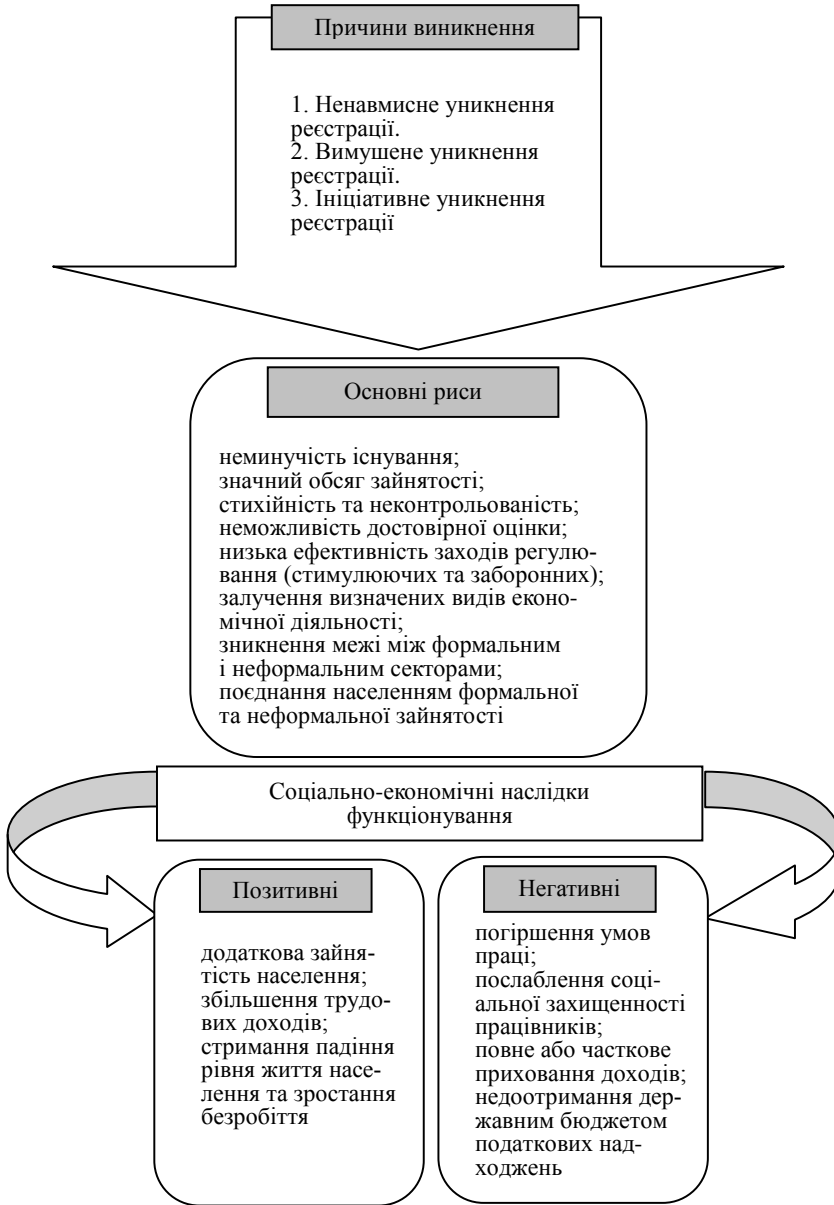 Причини виникнення
1. Ненавмисне уникнення
реєстрації.
2. Вимушене уникнення
реєстрації.
3. Ініціативне уникнення
реєстрації
Основні риси
неминучість існування;
значний обсяг зайнятості;
стихійність та неконтрольованість;
неможливість достовірної оцінки;
низька ефективність заходів регулю-
вання (стимулюючих та заборонних);
залучення визначених видів еконо-
мічної діяльності;
зникнення межі між формальним
і неформальним секторами;
поєднання населенням формальної
та неформальної зайнятості
Соціально-економічні наслідки
функціонування
Позитивні
додаткова зайня-
тість населення;
збільшення трудо-
вих доходів;
стримання падіння
рівня життя насе-
лення та зростання
безробіття
Негативні
погіршення умов
праці;
послаблення соці-
альної захищенності
працівників;
повне або часткове
приховання доходів;
недоотримання дер-
жавним бюджетом
податкових над-
ходжень